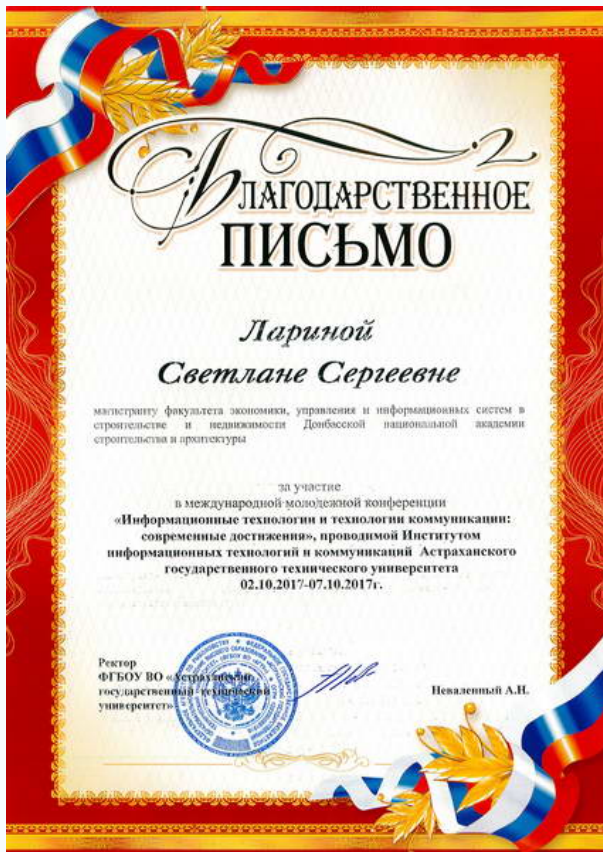 БЛАГОДАРСТВЕННОЕ
ПИСЬМО
Лариной
Светлане Сергеевне
магистранту факультета экономики, управления и информационных систем в
строительстве и недвижимости Донбасской национальной академии
строительства и архитектуры
за участие
в международной молодежной конференции
«Информационные технологии и технологии коммуникации:
современные достижения», проводимой Институтом
информационных технологий и коммуникаций Астраханского
государственного технического университета
02.10.2017-07.10.2017г.
Ректор
ФГБОУ ВО «Астраханский
государственный технический
университет»
Неваленный А.Н.